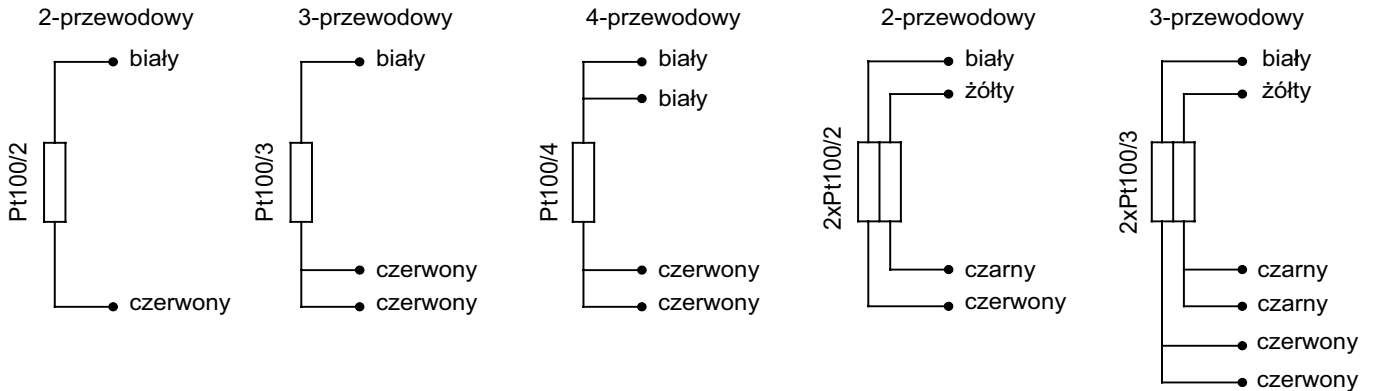 2-przewodowy
biały
Pt100/2
czerwony
3-przewodowy
biały
Pt100/3
czerwony
czerwony
4-przewodowy
biały
biały
Pt100/4
czerwony
czerwony
2-przewodowy
biały
żółty
2xPt100/2
czarny
czerwony
3-przewodowy
biały
żółty
2xPt100/3
czarny
czarny
czerwony
czerwony